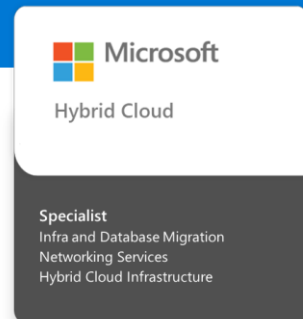 Microsoft
Hybrid Cloud
Specialist
Infra and Database Migration
Networking Services
Hybrid Cloud Infrastructure